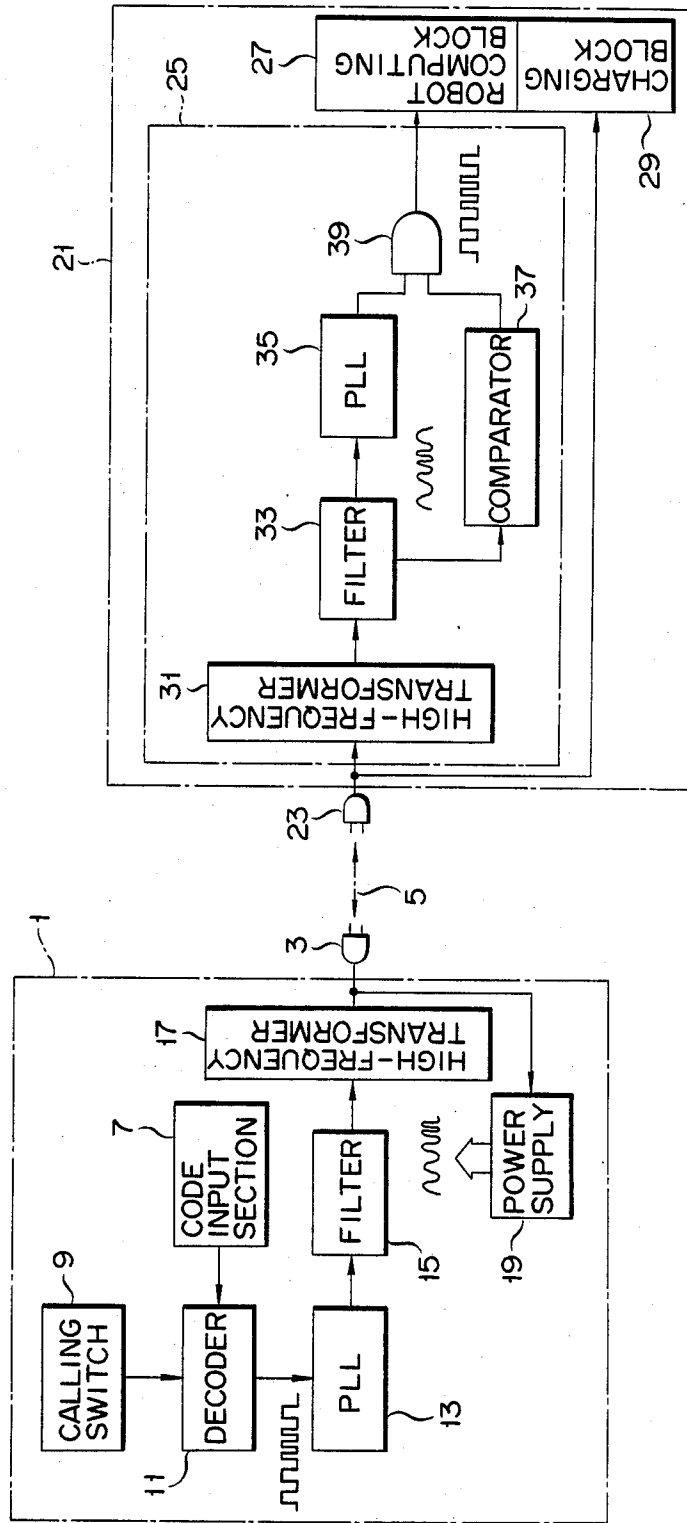 1
CALLING
SWITCH
9
CODE
INPUT
SECTION
7
DECODER
11
PLL
13
FILTER
15
HIGH-FREQUENCY
TRANSFORMER
17
POWER
SUPPLY
19
3
5
23
21
25
HIGH-FREQUENCY
TRANSFORMER
31
FILTER
33
PLL
35
COMPARATOR
37
39
ROBOT
COMPUTING
BLOCK
27
CHARGING
BLOCK
29